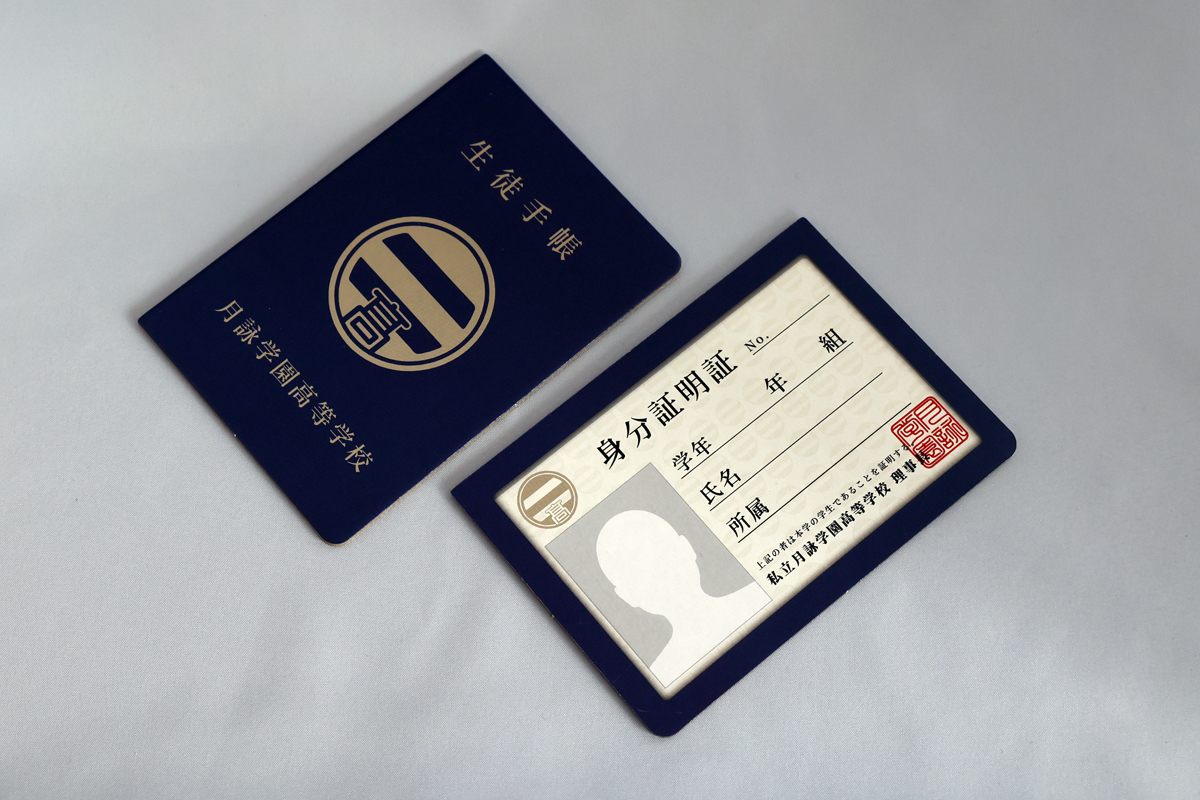 生徒手帳
高
月詠学園高等学校
身分証明証
No.
学年 年 組
氏名
所属
上記の者は本学の学生であることを証明する
私立月詠学園高等学校 理事長
高